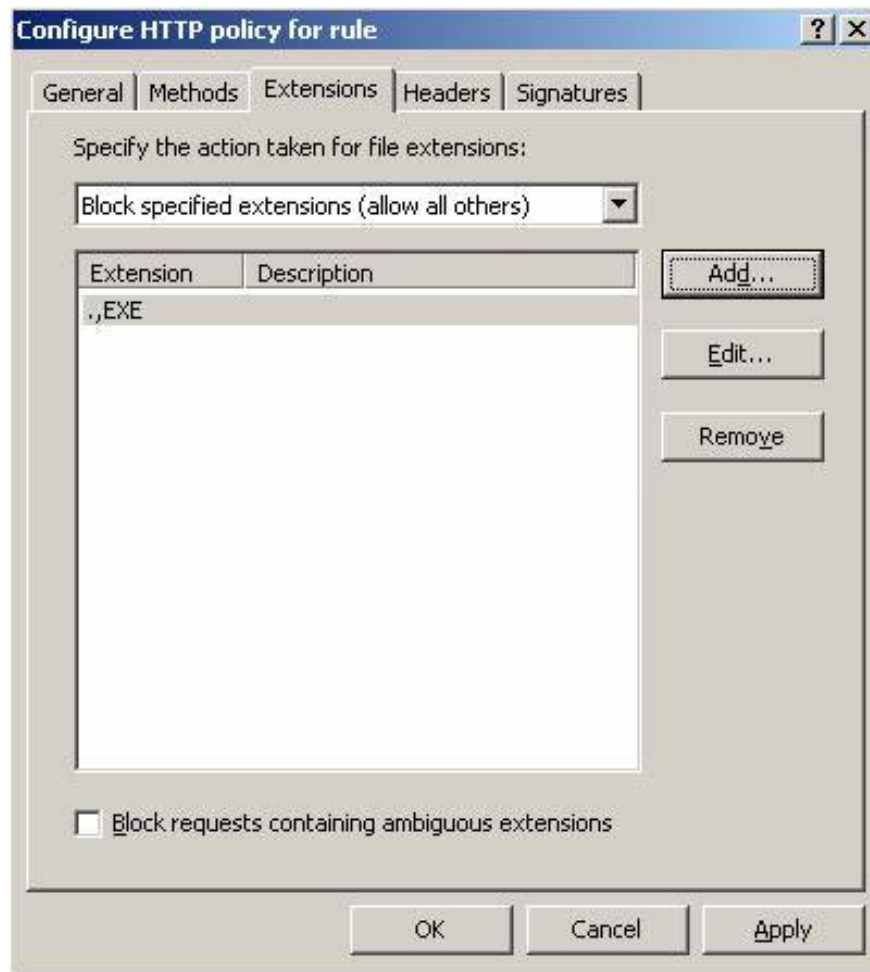 Configure HTTP policy for rule
General Methods Extensions Headers Signatures
Specify the action taken for file extensions:
Block specified extensions (allow all others)
Extension Description
.,EXE
Add...
Edit...
Remove
Block requests containing ambiguous extensions
OK Cancel Apply